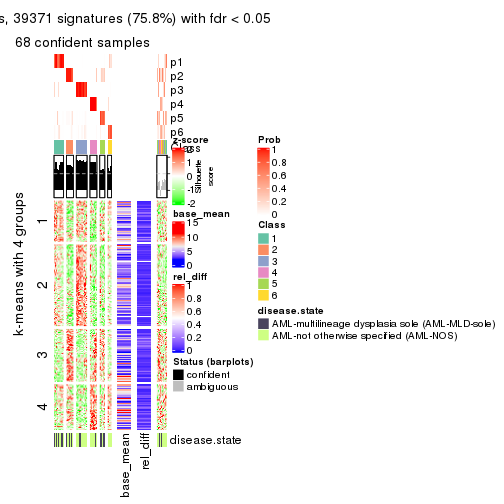 s, 39371 signatures (75.8%) with fdr < 0.05
68 confident samples
p1
p2
p3
p4
p5
p6
Class
Silhouette
score
k-means with 4 groups
1
2
3
4
base_mean
rel_diff
disease.state
z-score
2
1
0
-1
-2
base_mean
15
10
5
0
rel_diff
1
0.8
0.6
0.4
0.2
0
Status (barplots)
confident
ambiguous
Prob
1
0.8
0.6
0.4
0.2
0
Class
1
2
3
4
5
6
disease.state
AML-multilineage dysplasia sole (AML-MLD-sole)
AML-not otherwise specified (AML-NOS)